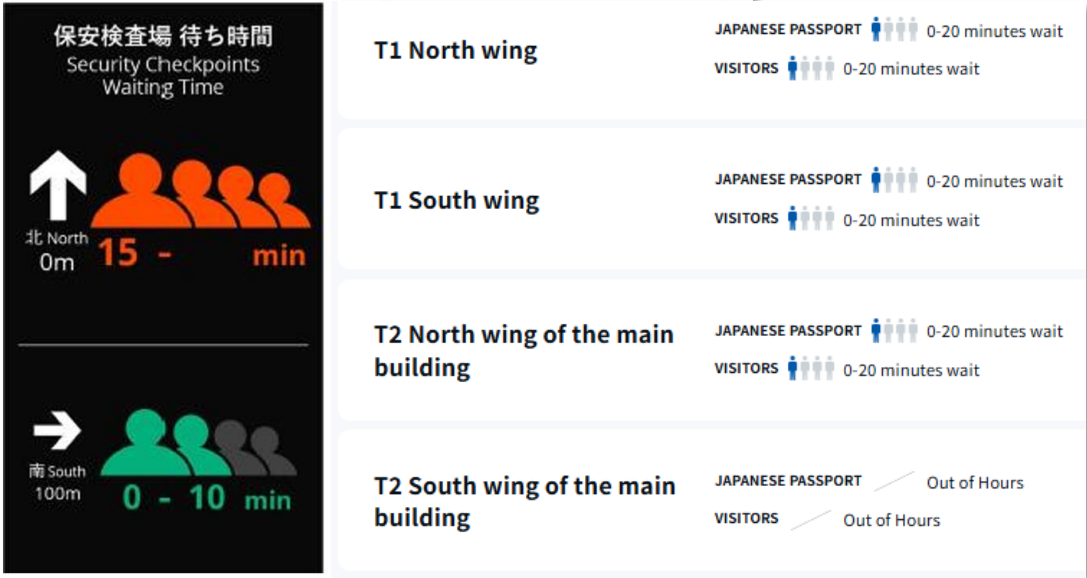 保安検査場 待ち時間
Security Checkpoints
Waiting Time
北 North
0m
15 - min
南 South
100m
0 - 10 min
T1 North wing
JAPANESE PASSPORT 0-20 minutes wait
VISITORS 0-20 minutes wait
T1 South wing
JAPANESE PASSPORT 0-20 minutes wait
VISITORS 0-20 minutes wait
T2 North wing of the main
building
JAPANESE PASSPORT 0-20 minutes wait
VISITORS 0-20 minutes wait
T2 South wing of the main
building
JAPANESE PASSPORT Out of Hours
VISITORS Out of Hours